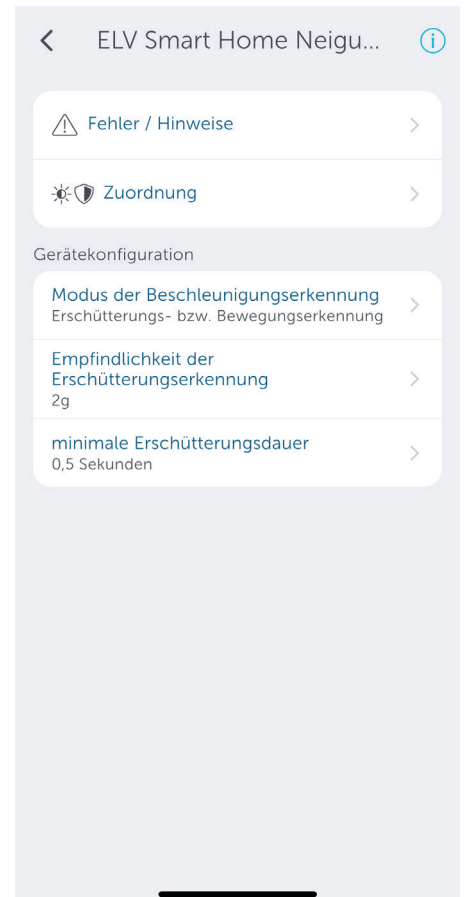 ELV Smart Home Neigu...
Fehler / Hinweise
Zuordnung
Gerätekonfiguration
Modus der Beschleunigungserkennung
Erschütterungs- bzw. Bewegungserkennung
Empfindlichkeit der
Erschütterungserkennung
2g
minimale Erschütterungsdauer
0,5 Sekunden